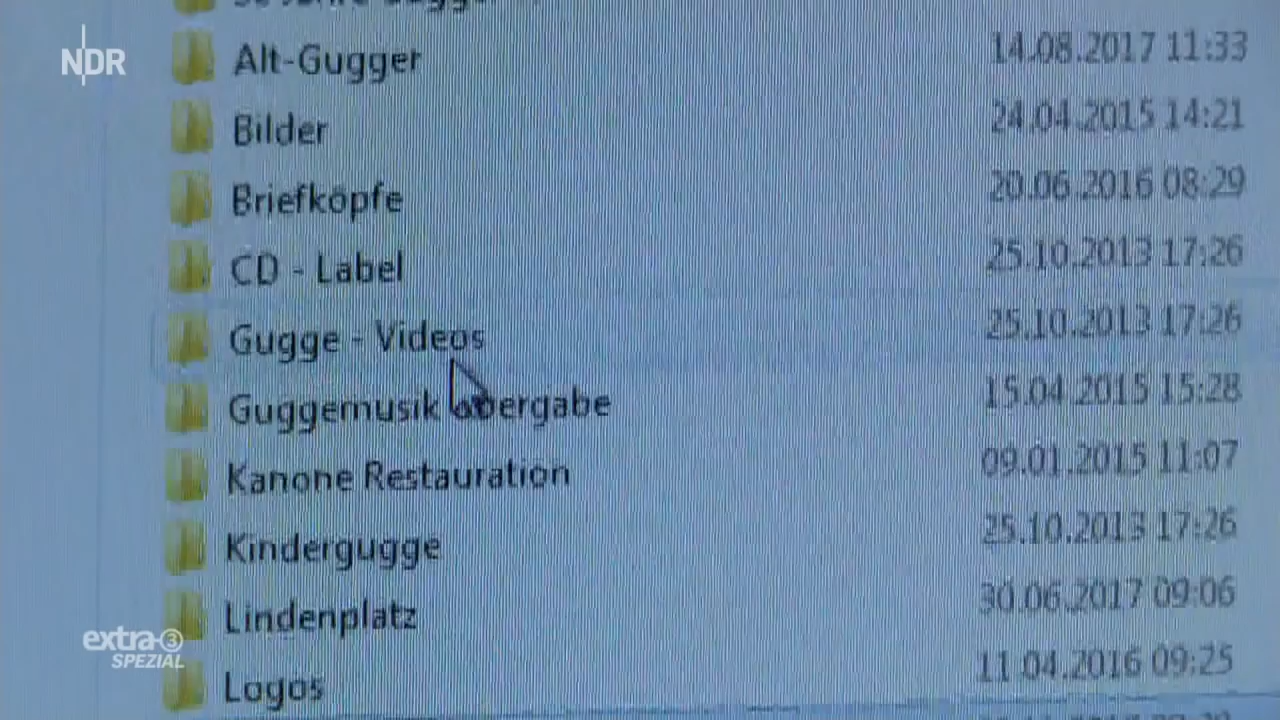 NDR
Alt-Gugger 14.08.2017 11:33
Bilder 24.04.2015 14:21
Briefköpfe 20.06.2016 08:29
CD - Label 25.10.2013 17:26
Gugge - Videos 25.10.2013 17:26
Guggemusik 15.04.2015 15:28
Kanone Restauration 09.01.2015 11:07
Kindergugge 25.10.2013 17:26
Lindenplatz 30.06.2017 09:06
extra-3
SPEZIAL
Logos 11.04.2016 09:25